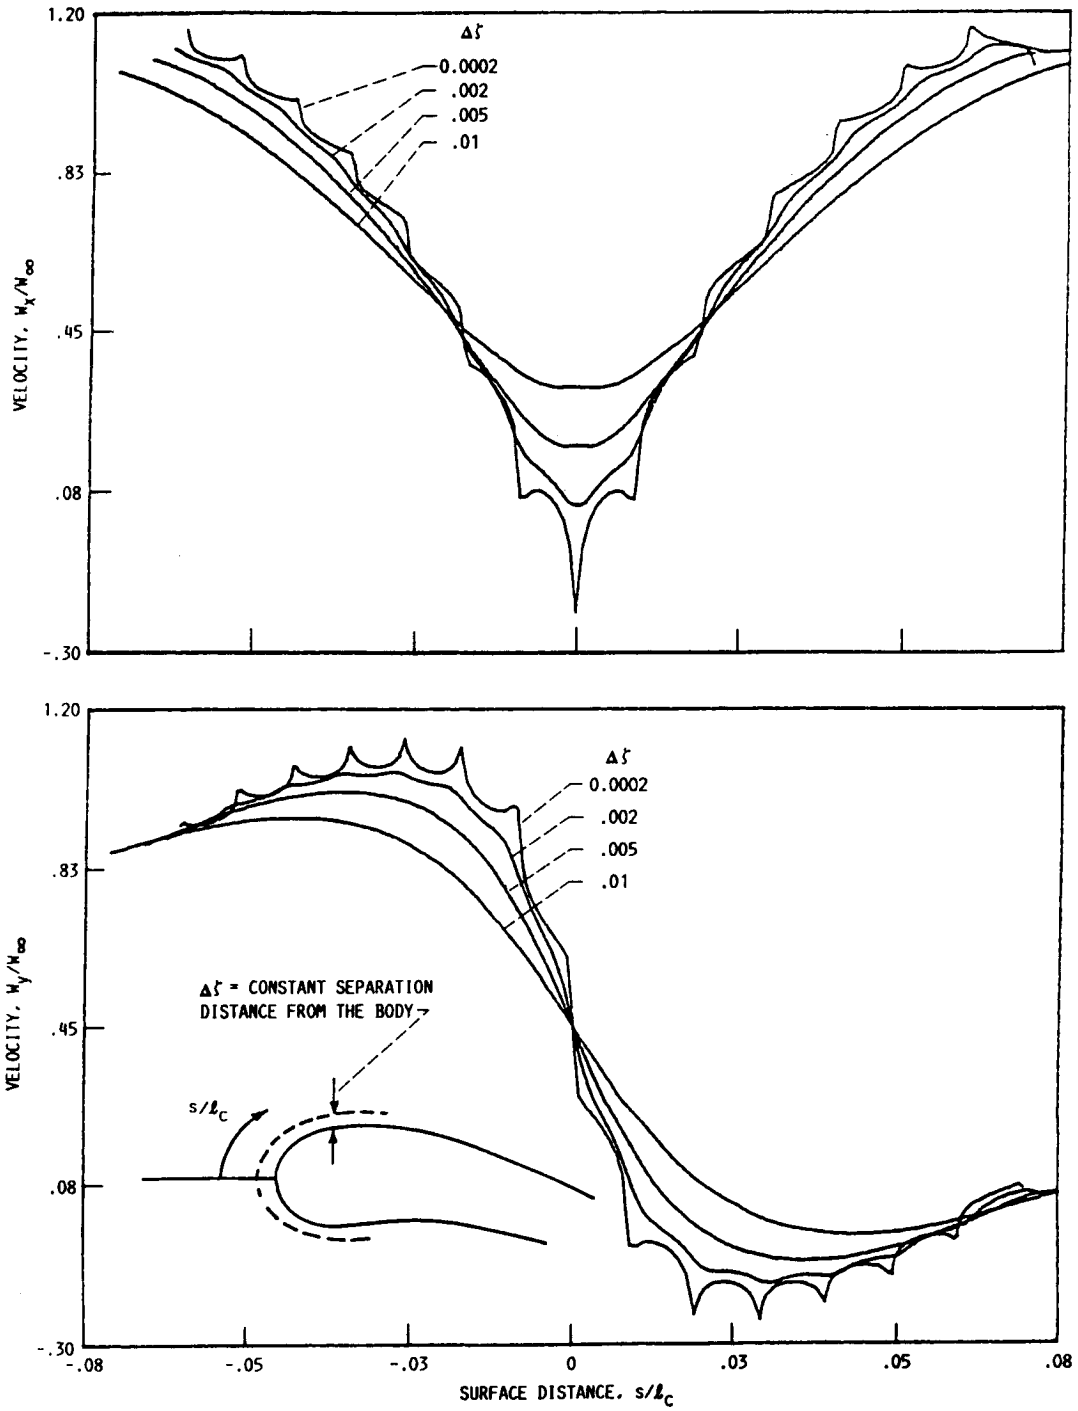 1.20
.83
.45
.08
-.30
VELOCITY, W_x/W_∞
Δζ
0.0002
.002
.005
.01
1.20
.83
.45
.08
-.30
VELOCITY, W_y/W_∞
Δζ
0.0002
.002
.005
.01
Δζ = CONSTANT SEPARATION
DISTANCE FROM THE BODY
s/ℓ_C
-.08 -.05 -.03 0 .03 .05 .08
SURFACE DISTANCE, s/ℓ_C